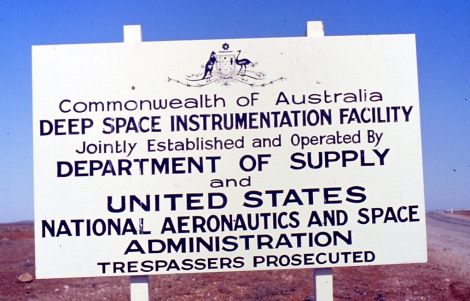 Commonwealth of Australia
DEEP SPACE INSTRUMENTATION FACILITY
Jointly Established and Operated By
DEPARTMENT OF SUPPLY
and
UNITED STATES
NATIONAL AERONAUTICS AND SPACE
ADMINISTRATION
TRESPASSERS PROSECUTED